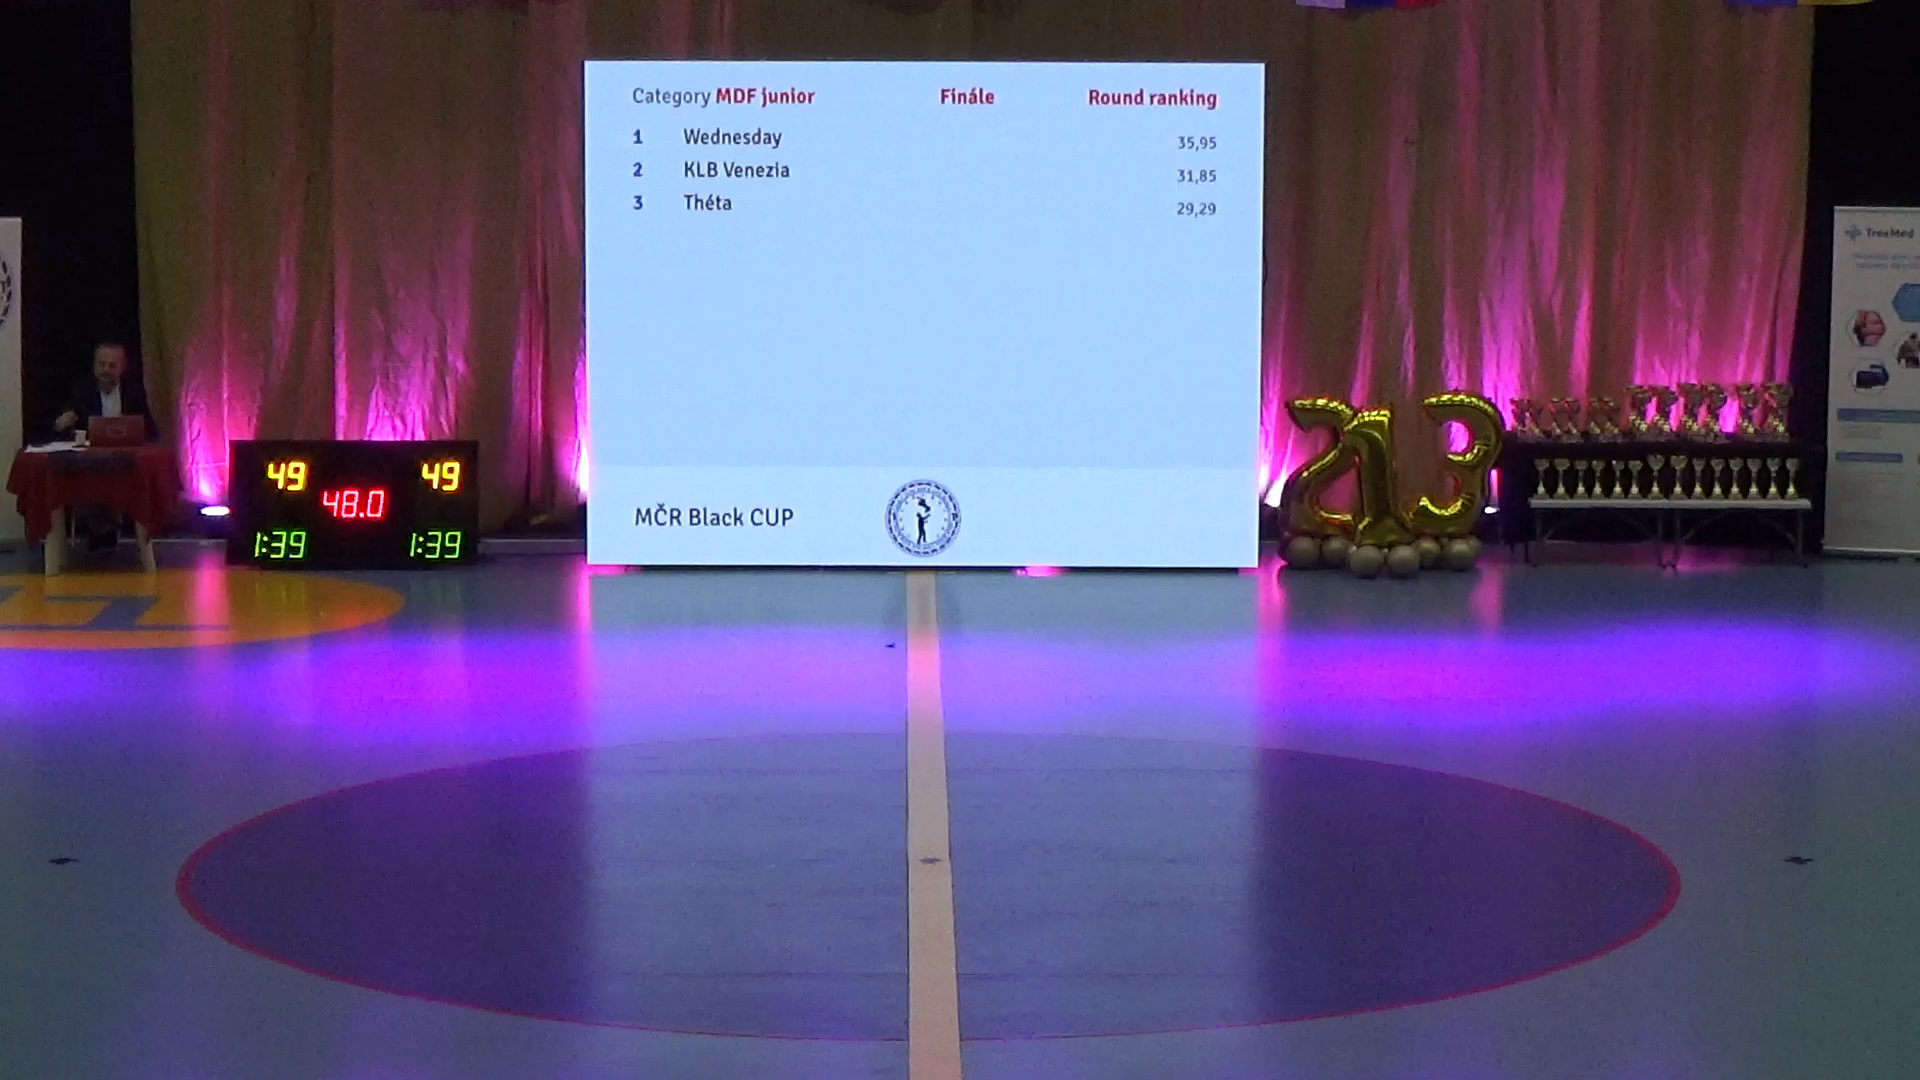 Category MDF junior Finále Round ranking
1 Wednesday 35,95
2 KLB Venezia 31,85
3 Théta 29,29
MČR Black CUP
49 49
48.0
1:39 1:39
213
TreeMed